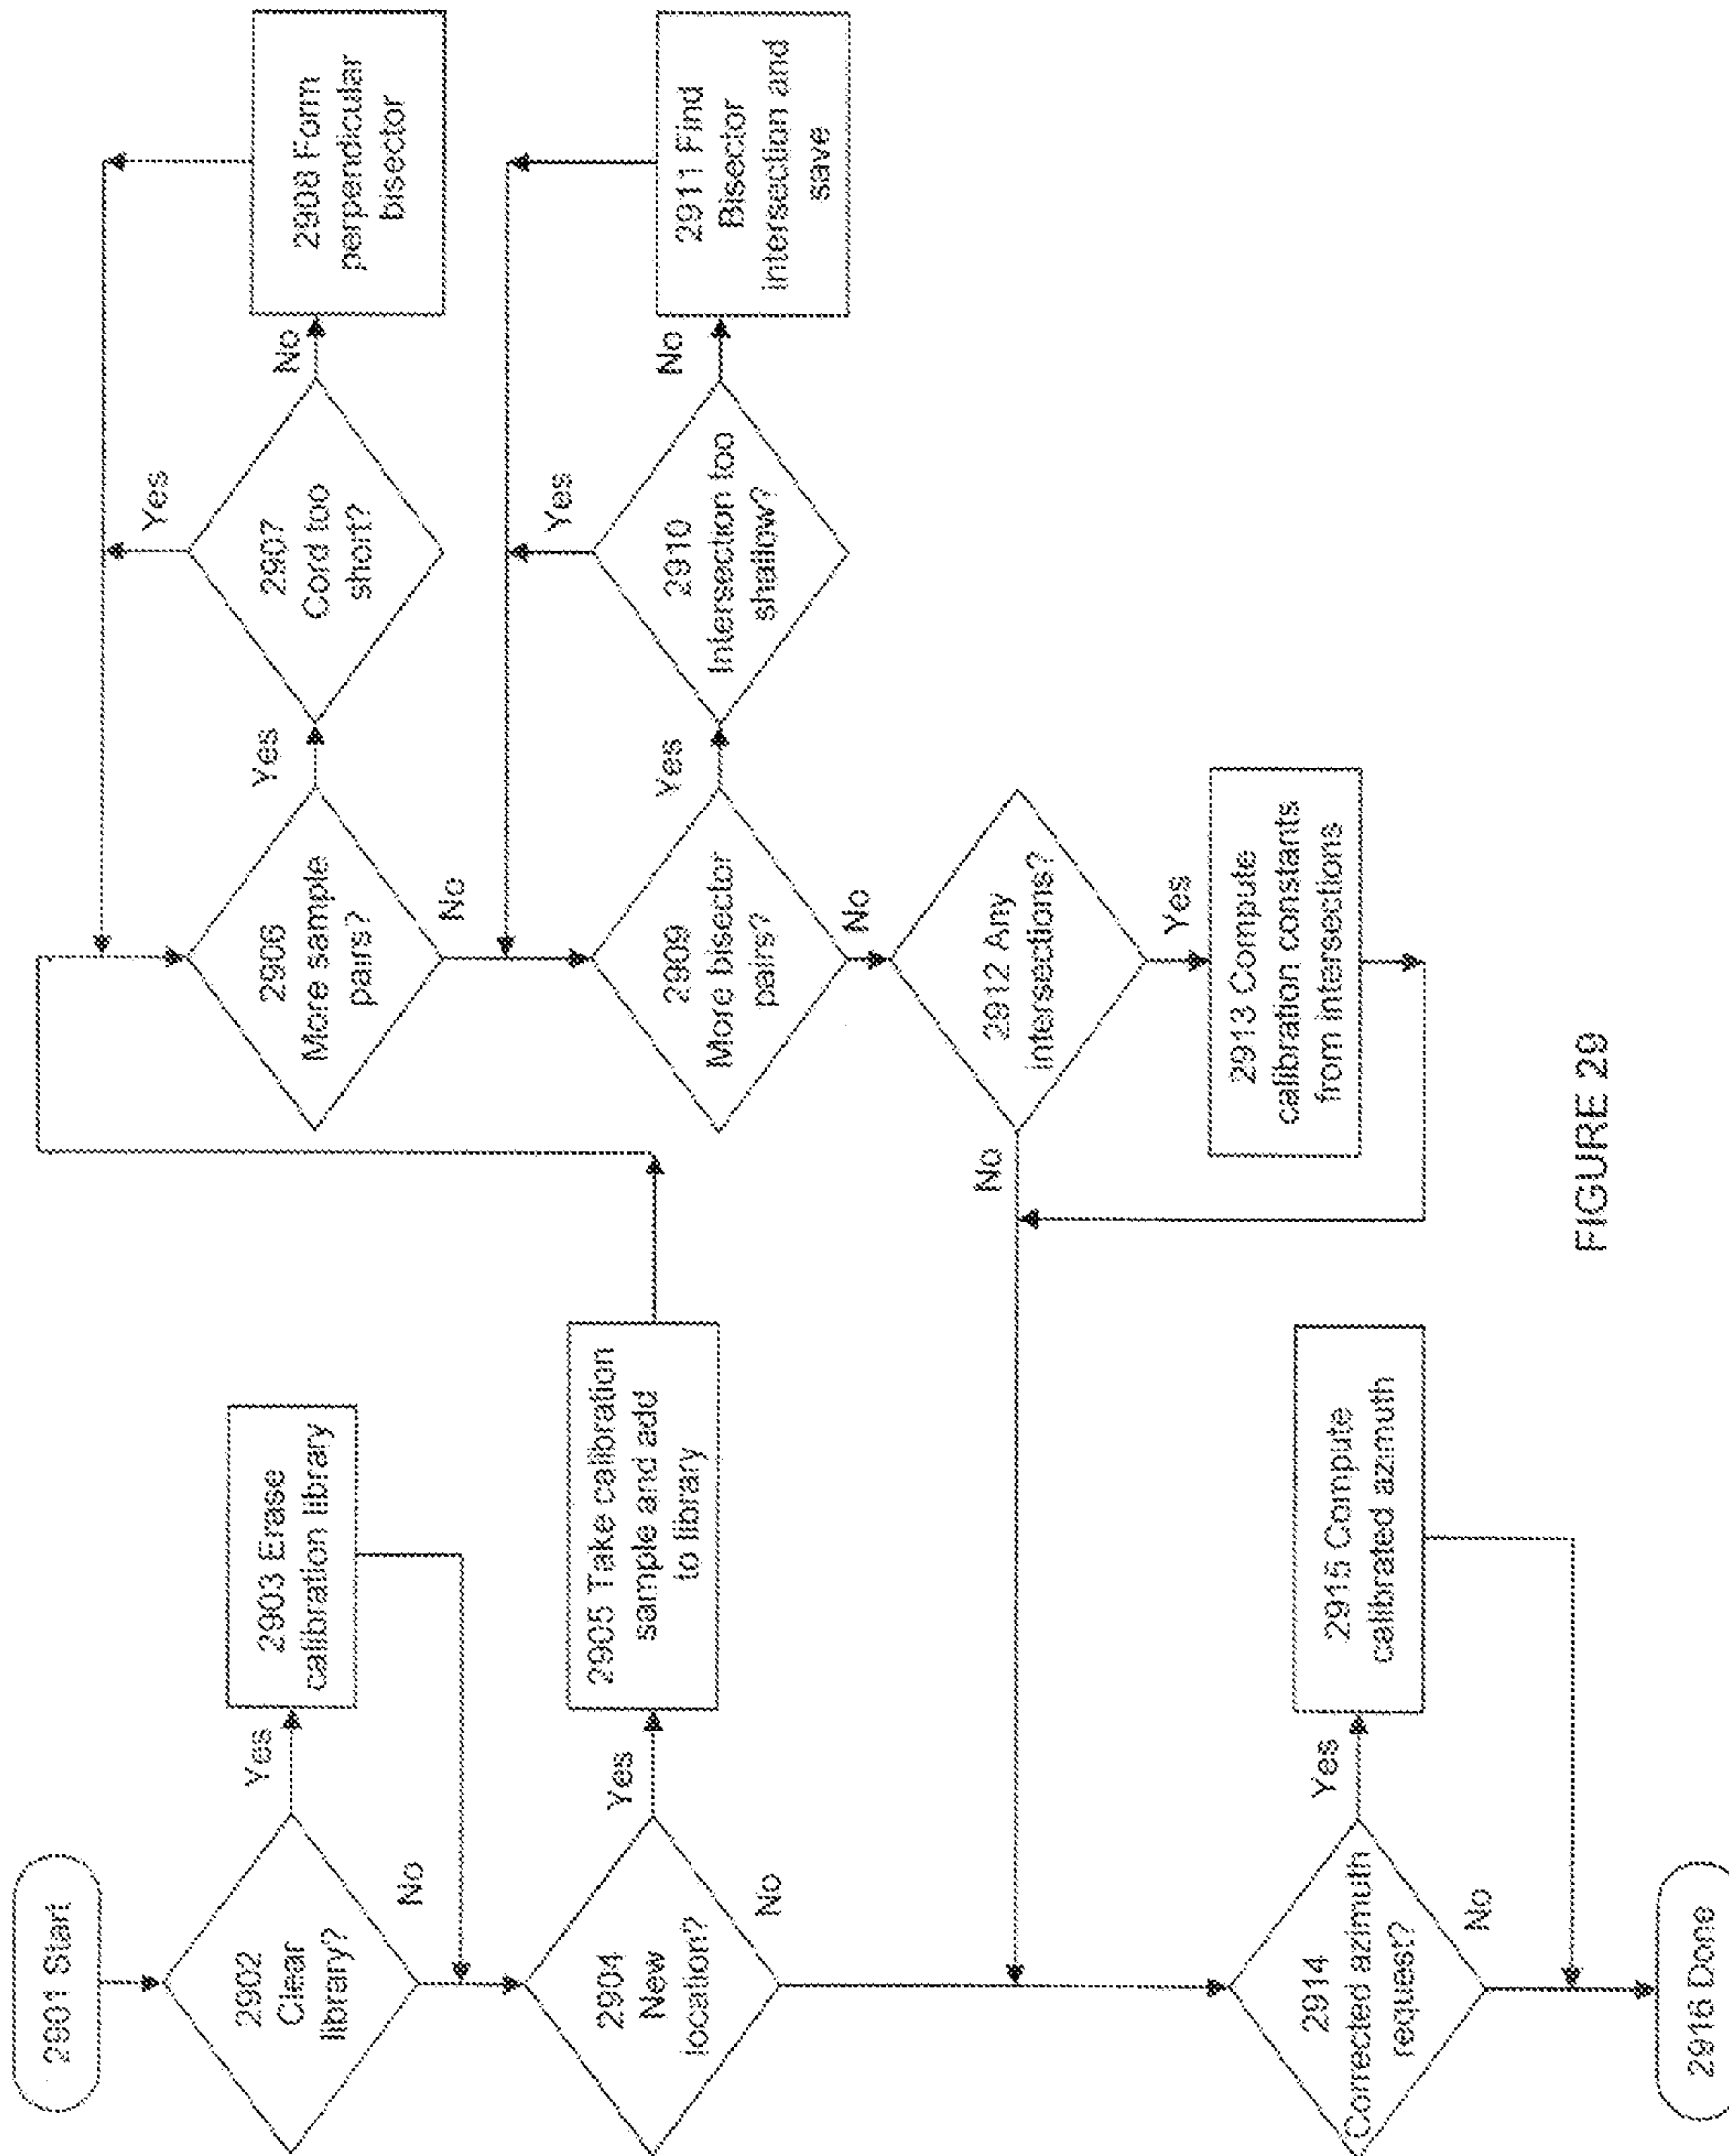 2901 Start
2902
Clear
library?
Yes
No
2903 Erase
calibration library
2904
New
location?
Yes
No
2905 Take calibration
sample and add
to library
2906
More sample
pairs?
Yes
No
2907
Cord too
short?
Yes
No
2908 Form
perpendicular
bisector
2909
More bisector
pairs?
Yes
No
2910
Intersection too
shallow?
Yes
No
2911 Find
Bisector
intersection and
save
2912 Any
intersections?
No
Yes
2913 Compute
calibration constants
from intersections
2914
Corrected azimuth
request?
Yes
No
2915 Compute
calibrated azimuth
2916 Done
FIGURE 29